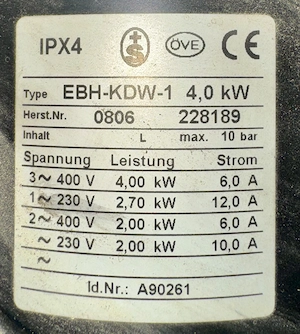 IPX4 +S ÖVE CE
Type EBH-KDW-1 4,0 kW
Herst.Nr. 0806 228189
Inhalt L max. 10 bar
Spannung Leistung Strom
3~ 400 V 4,00 kW 6,0 A
1~ 230 V 2,70 kW 12,0 A
2~ 400 V 2,00 kW 6,0 A
~ 230 V 2,00 kW 10,0 A
~
Id.Nr.: A90261